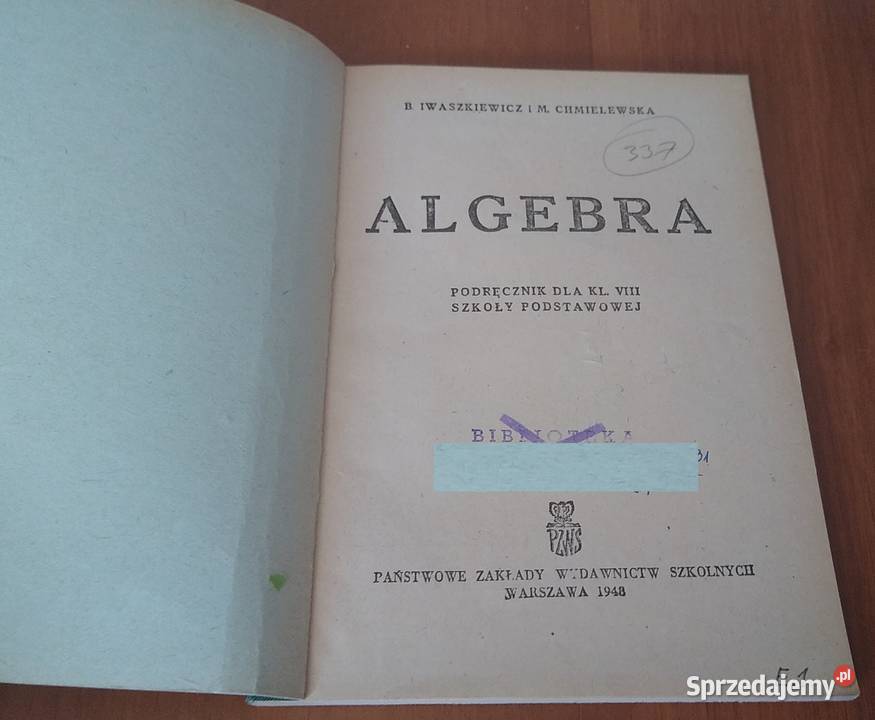 B. IWASZKIEWICZ I M. CHMIELEWSKA
337
ALGEBRA
PODRĘCZNIK DLA KL. VIII
SZKOŁY PODSTAWOWEJ
BIBLIOTEKA
31
PZWS
PAŃSTWOWE ZAKŁADY WYDAWNICTW SZKOLNYCH
WARSZAWA 1948
Sprzedajemy.pl